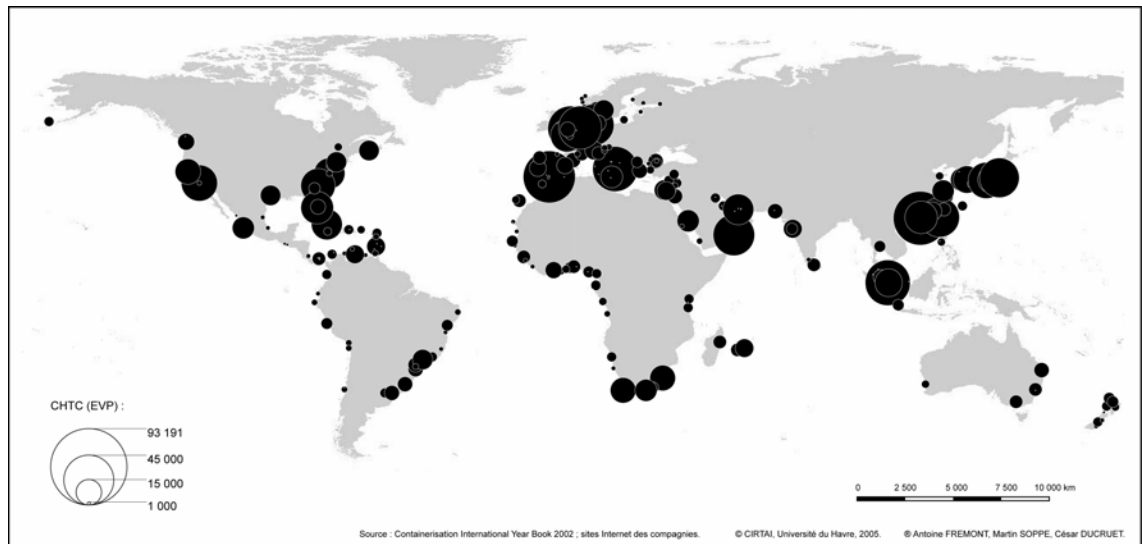 CHTC (EVP) :
93 191
45 000
15 000
1 000
0 2 500 5 000 7 500 10 000 km
Source : Containerisation International Year Book 2002 ; sites Internet des compagnies. © CIRTAI, Université du Havre, 2005. ® Antoine FREMONT, Martin SOPPE, César DUCRUET.